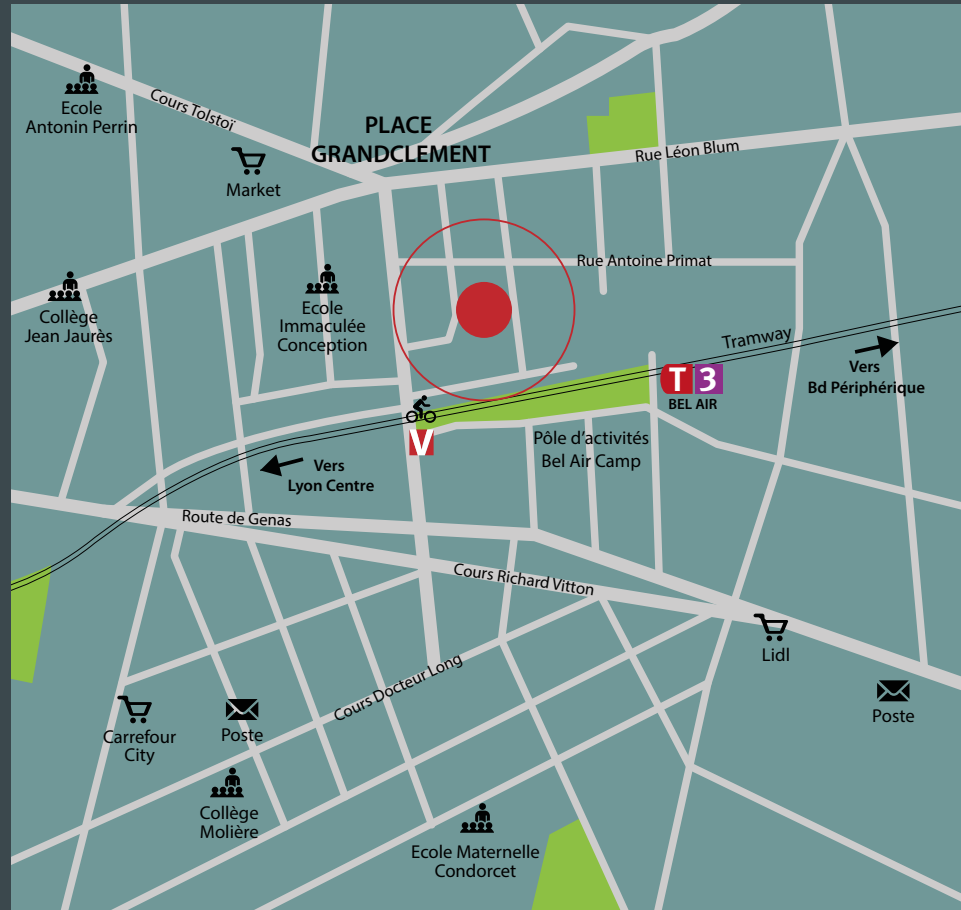 Ecole
Antonin Perrin
Cours Tolstoï
PLACE
GRANDCLEMENT
Market
Rue Léon Blum
Rue Antoine Primat
Collège
Jean Jaurès
Ecole
Immaculée
Conception
Tramway
Vers
Bd Périphérique
T 3
BEL AIR
V
Pôle d'activités
Bel Air Camp
Vers
Lyon Centre
Route de Genas
Cours Richard Vitton
Lidl
Cours Docteur Long
Poste
Carrefour
City
Poste
Collège
Molière
Ecole Maternelle
Condorcet